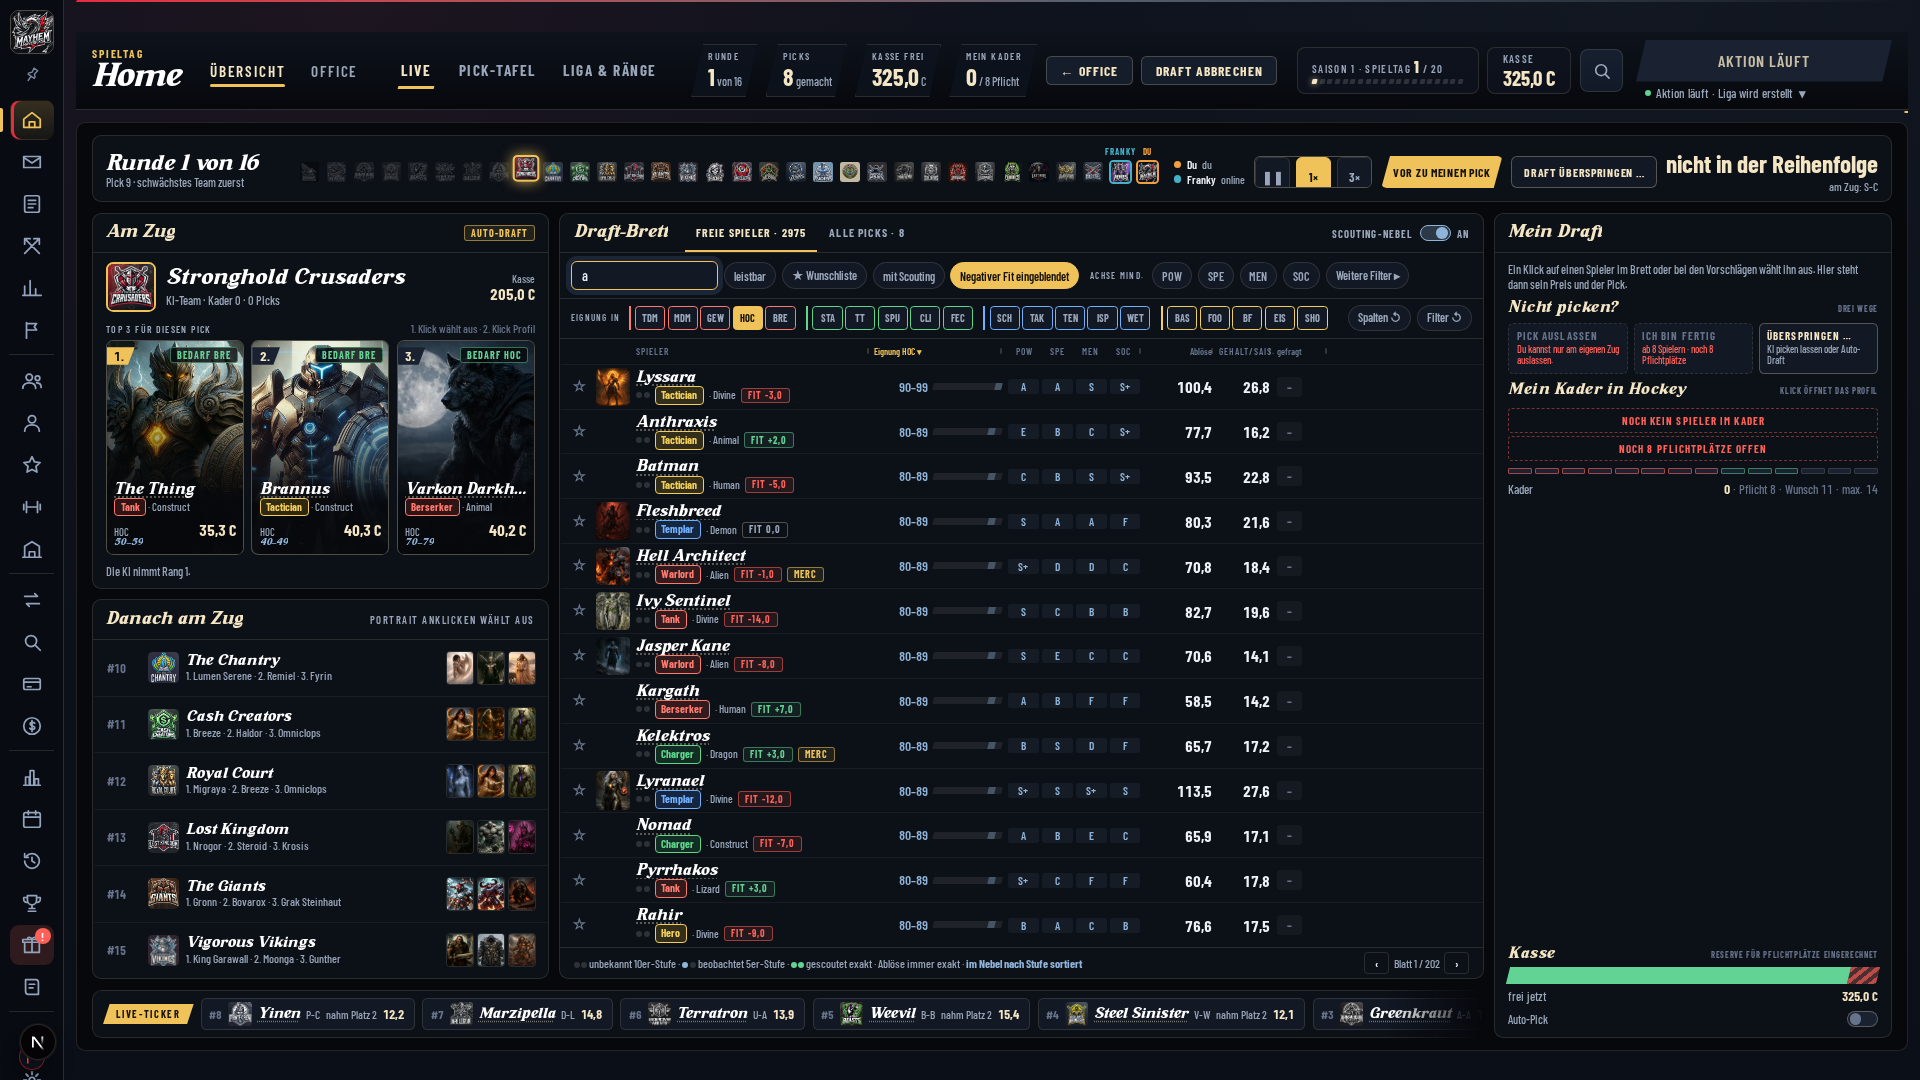 SPIELTAG
Home
ÜBERSICHT
OFFICE
LIVE
PICK-TAFEL
LIGA & RÄNGE
RUNDE
1 von 16
PICKS
8 gemacht
KASSE FREI
325,0 C
MEIN KADER
0 / 8 Pflicht
← OFFICE
DRAFT ABBRECHEN
SAISON 1 · SPIELTAG 1 / 20
KASSE
325,0 C
AKTION LÄUFT
Aktion läuft · Liga wird erstellt ▼
Runde 1 von 16
Pick 9 · schwächstes Team zuerst
FRANKY DU
Du du
Franky online
1×
3×
VOR ZU MEINEM PICK
DRAFT ÜBERSPRINGEN ...
nicht in der Reihenfolge
am Zug: S-C
Am Zug
AUTO-DRAFT
Stronghold Crusaders
KI-Team · Kader 0 · 0 Picks
Kasse
205,0 C
TOP 3 FÜR DIESEN PICK
1. Klick wählt aus · 2. Klick Profil
1. BEDARF BRE
The Thing
Tank · Construct
HOC
50–59
35,3 C
2. BEDARF BRE
Brannus
Tactician · Construct
HOC
40–49
40,3 C
3. BEDARF HOC
Varkon Darkh...
Berserker · Animal
HOC
70–79
40,2 C
Die KI nimmt Rang 1.
Danach am Zug
PORTRAIT ANKLICKEN WÄHLT AUS
#10 The Chantry
1. Lumen Serene · 2. Remiel · 3. Fyrin
#11 Cash Creators
1. Breeze · 2. Haldor · 3. Omniclops
#12 Royal Court
1. Migraya · 2. Breeze · 3. Omniclops
#13 Lost Kingdom
1. Nrogor · 2. Steroid · 3. Krosis
#14 The Giants
1. Gronn · 2. Bovarox · 3. Grak Steinhaut
#15 Vigorous Vikings
1. King Garawall · 2. Moonga · 3. Gunther
Draft-Brett
FREIE SPIELER · 2975
ALLE PICKS · 8
SCOUTING-NEBEL AN
a
leistbar
★ Wunschliste
mit Scouting
Negativer Fit eingeblendet
ACHSE MIND.
POW
SPE
MEN
SOC
Weitere Filter ▸
EIGNUNG IN
TDM MDM GEW HOC BRE
STA TT SPU CLI FEC
SCH TAK TEN ISP WET
BAS FOO BF EIS SHO
Spalten ↺
Filter ↺
SPIELER Eignung HOC ▾ POW SPE MEN SOC Ablöse GEHALT/SAIS. gefragt
Lyssara
Tactician · Divine FIT -3,0
90–99 A A S S+ 100,4 26,8 –
Anthraxis
Tactician · Animal FIT +2,0
80–89 E B C S+ 77,7 16,2 –
Batman
Tactician · Human FIT -5,0
80–89 C B S S+ 93,5 22,8 –
Fleshbreed
Templar · Demon FIT 0,0
80–89 S A A F 80,3 21,6 –
Hell Architect
Warlord · Alien FIT -1,0 MERC
80–89 S+ D D C 70,8 18,4 –
Ivy Sentinel
Tank · Divine FIT -14,0
80–89 S C B B 82,7 19,6 –
Jasper Kane
Warlord · Alien FIT -8,0
80–89 S E C C 70,6 14,1 –
Kargath
Berserker · Human FIT +7,0
80–89 A B F F 58,5 14,2 –
Kelektros
Charger · Dragon FIT +3,0 MERC
80–89 B S D F 65,7 17,2 –
Lyranael
Templar · Divine FIT -12,0
80–89 S+ S S+ S 113,5 27,6 –
Nomad
Charger · Construct FIT -7,0
80–89 A B E C 65,9 17,1 –
Pyrrhakos
Tank · Lizard FIT +3,0
80–89 S+ C F F 60,4 17,8 –
Rahir
Hero · Divine FIT -9,0
80–89 B A C B 76,6 17,5 –
unbekannt 10er-Stufe · beobachtet 5er-Stufe · gescoutet exakt · Ablöse immer exakt · im Nebel nach Stufe sortiert
‹ Blatt 1 / 202 ›
Mein Draft
Ein Klick auf einen Spieler im Brett oder bei den Vorschlägen wählt ihn aus. Hier steht
dann sein Preis und der Pick.
Nicht picken?
DREI WEGE
PICK AUSLASSEN
Du kannst nur am eigenen Zug
auslassen.
ICH BIN FERTIG
ab 8 Spielern · noch 8
Pflichtplätze
ÜBERSPRINGEN ...
KI picken lassen oder Auto-
Draft
Mein Kader in Hockey
KLICK ÖFFNET DAS PROFIL
NOCH KEIN SPIELER IM KADER
NOCH 8 PFLICHTPLÄTZE OFFEN
Kader
0 · Pflicht 8 · Wunsch 11 · max. 14
Kasse
RESERVE FÜR PFLICHTPLÄTZE EINGERECHNET
frei jetzt
325,0 C
Auto-Pick
LIVE-TICKER
#8 Yinen P-C nahm Platz 2 12,2
#7 Marzipella D-L 14,8
#6 Terratron U-A 13,9
#5 Weevil B-B nahm Platz 2 15,4
#4 Steel Sinister V-W nahm Platz 2 12,1
#3 Greenkraut A-A
N
!
MAYHEM